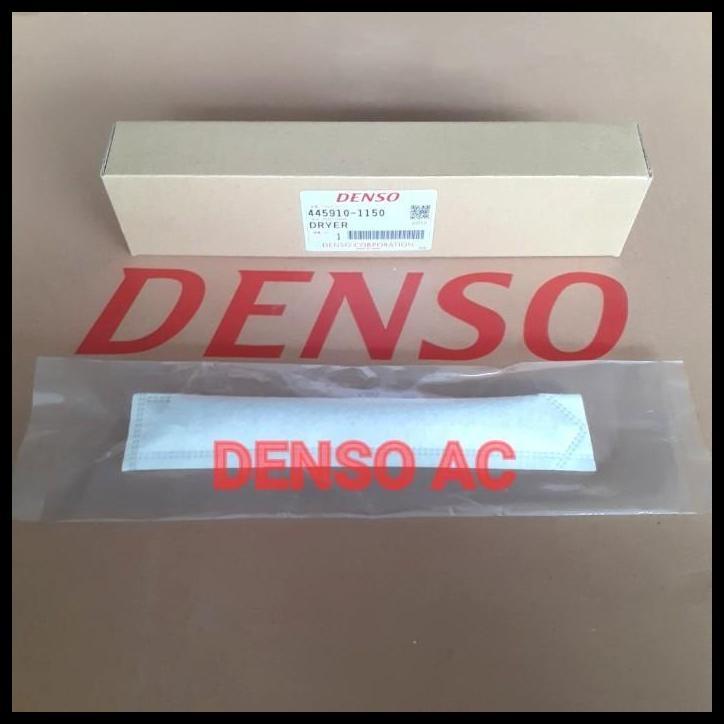 DENSO
445910-1150
DRYER
1
DENSO CORPORATION
DENSO
DENSO AC